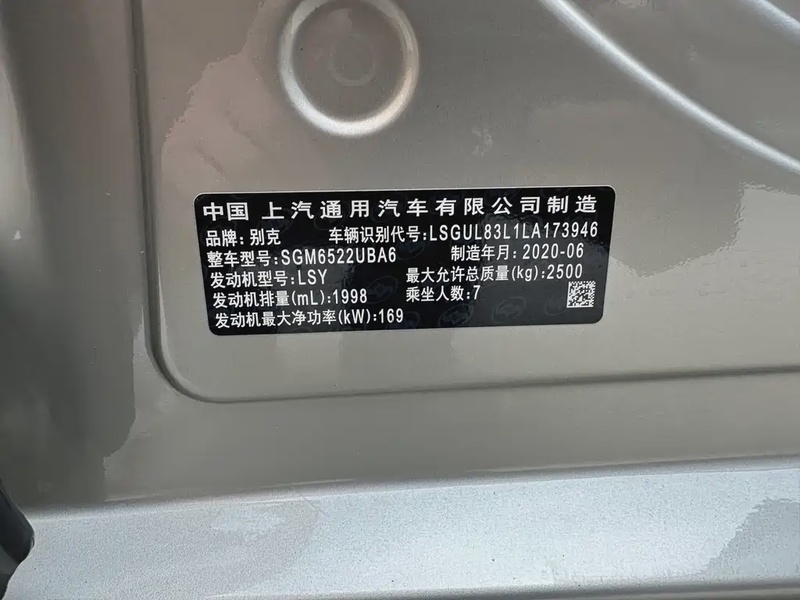 中国 上汽通用汽车有限公司制造
品牌:别克 车辆识别代号:LSGUL83L1LA173946
整车型号:SGM6522UBA6 制造年月:2020-06
发动机型号:LSY 最大允许总质量(kg):2500
发动机排量(mL):1998 乘坐人数:7
发动机最大净功率(kW):169